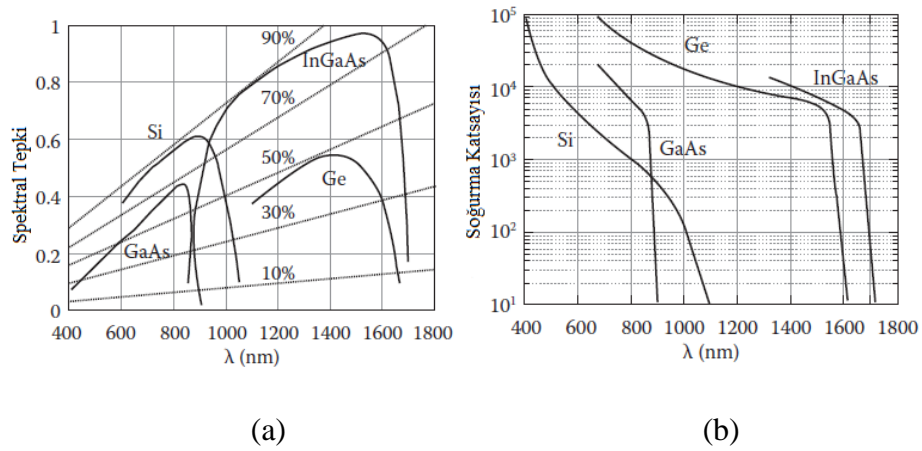 1
0.8
0.6
0.4
0.2
0
Spektral Tepki
90%
InGaAs
70%
Si
50%
Ge
30%
GaAs
10%
400 600 800 1000 1200 1400 1600 1800
λ (nm)
(a)
10⁵
10⁴
10³
10²
10¹
Soğurma Katsayısı
Ge
InGaAs
Si
GaAs
400 600 800 1000 1200 1400 1600 1800
λ (nm)
(b)